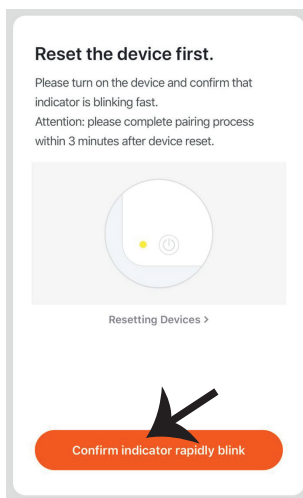 Reset the device first.
Please turn on the device and confirm that
indicator is blinking fast.
Attention: please complete pairing process
within 3 minutes after device reset.
Resetting Devices >
Confirm indicator rapidly blink